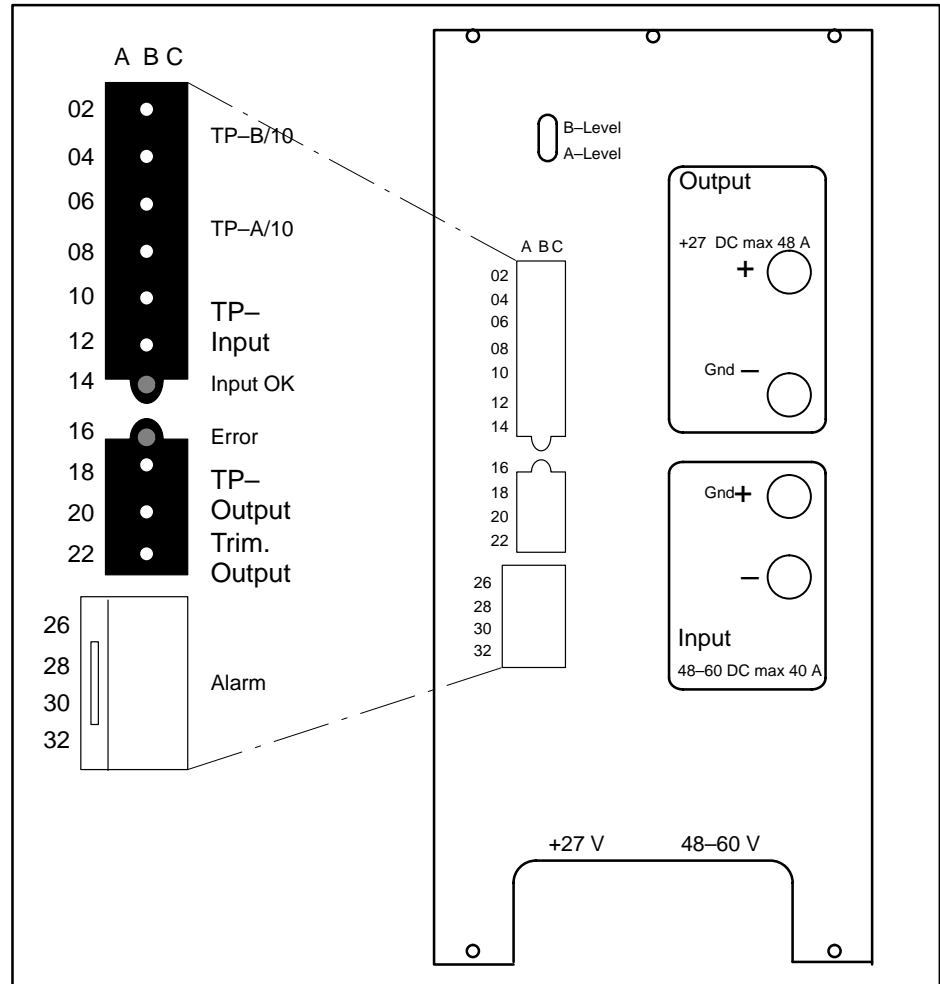 A B C
02
TP–B/10
04
06
TP–A/10
08
10
TP–
Input
12
14
Input OK
16
Error
18
TP–
Output
20
Trim.
Output
22
26
28
Alarm
30
32
B–Level
A–Level
A B C
02
04
06
08
10
12
14
16
18
20
22
26
28
30
32
Output
+27 DC max 48 A
+
Gnd –
Gnd +
–
Input
48–60 DC max 40 A
+27 V 48–60 V